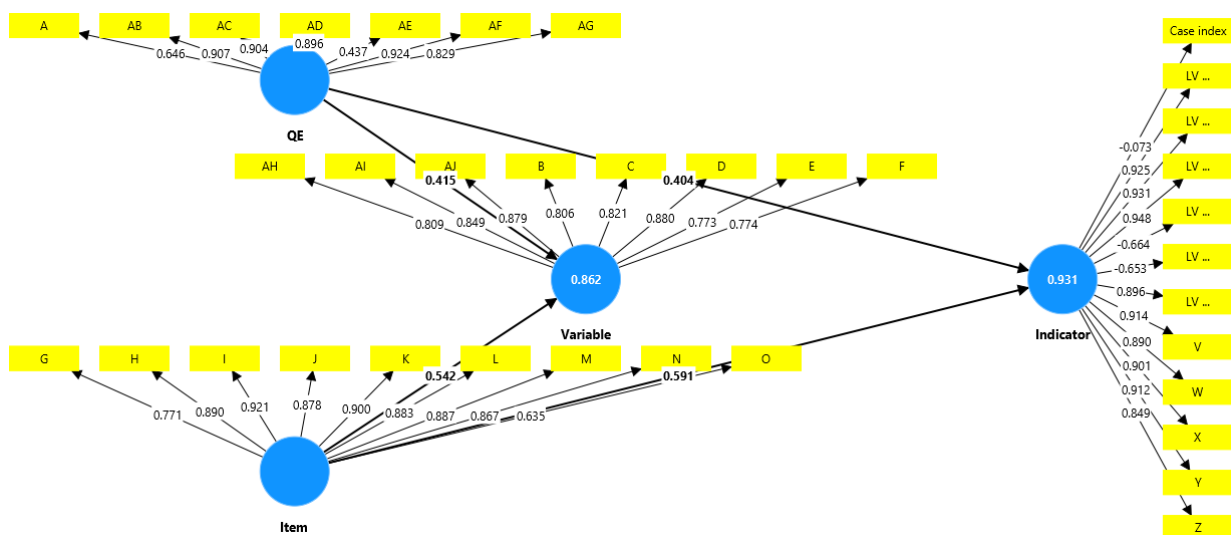 A AB AC AD AE AF AG
0.646 0.907 0.904 0.896 0.437 0.924 0.829
QE
AH AI AJ B C D E F
0.415 0.404
0.809 0.849 0.879 0.806 0.821 0.880 0.773 0.774
0.862
Variable
G H I J K L M N O
0.542 0.591
0.771 0.890 0.921 0.878 0.900 0.883 0.887 0.867 0.635
Item
0.931
Indicator
Case index
LV ...
LV ...
LV ...
LV ...
LV ...
LV ...
V
W
X
Y
Z
-0.073
0.925
0.931
0.948
-0.664
-0.653
0.896
0.914
0.890
0.901
0.912
0.849